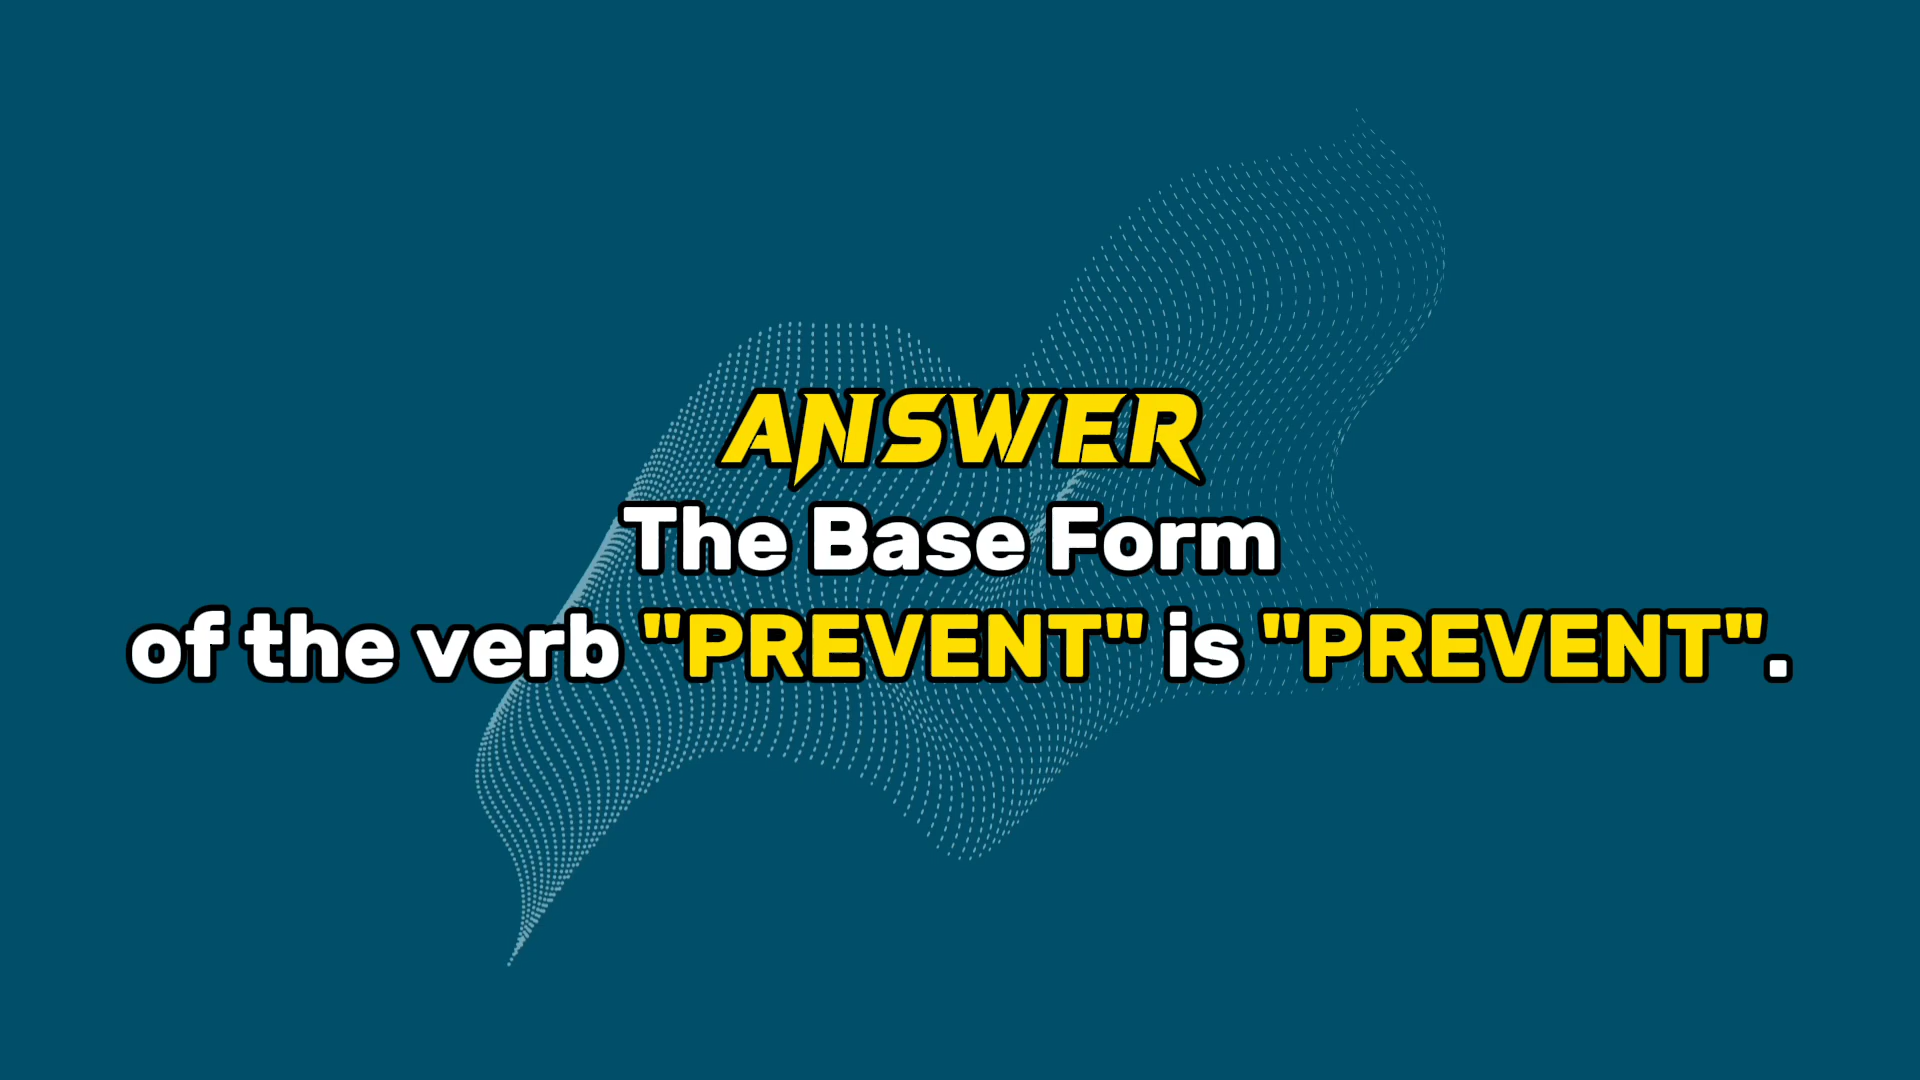 ANSWER
The Base Form
of the verb "PREVENT" is "PREVENT".